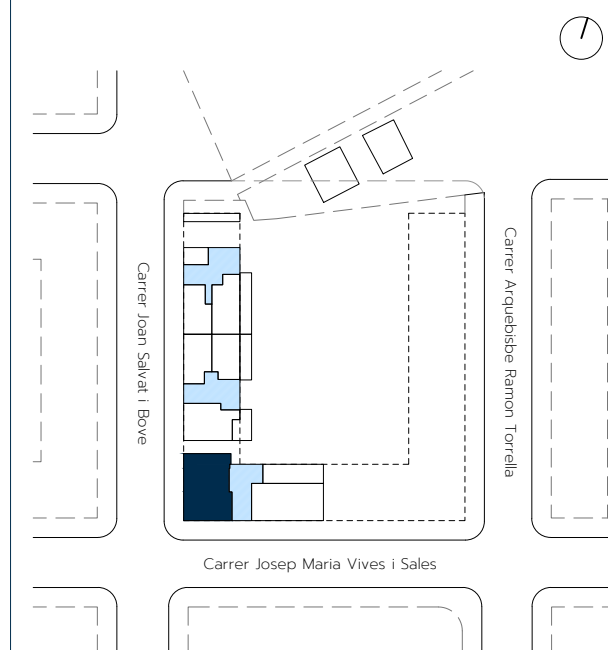 Carrer Joan Salvat i Bove
Carrer Arquebisbe Ramon Torrella
Carrer Josep Maria Vives i Sales